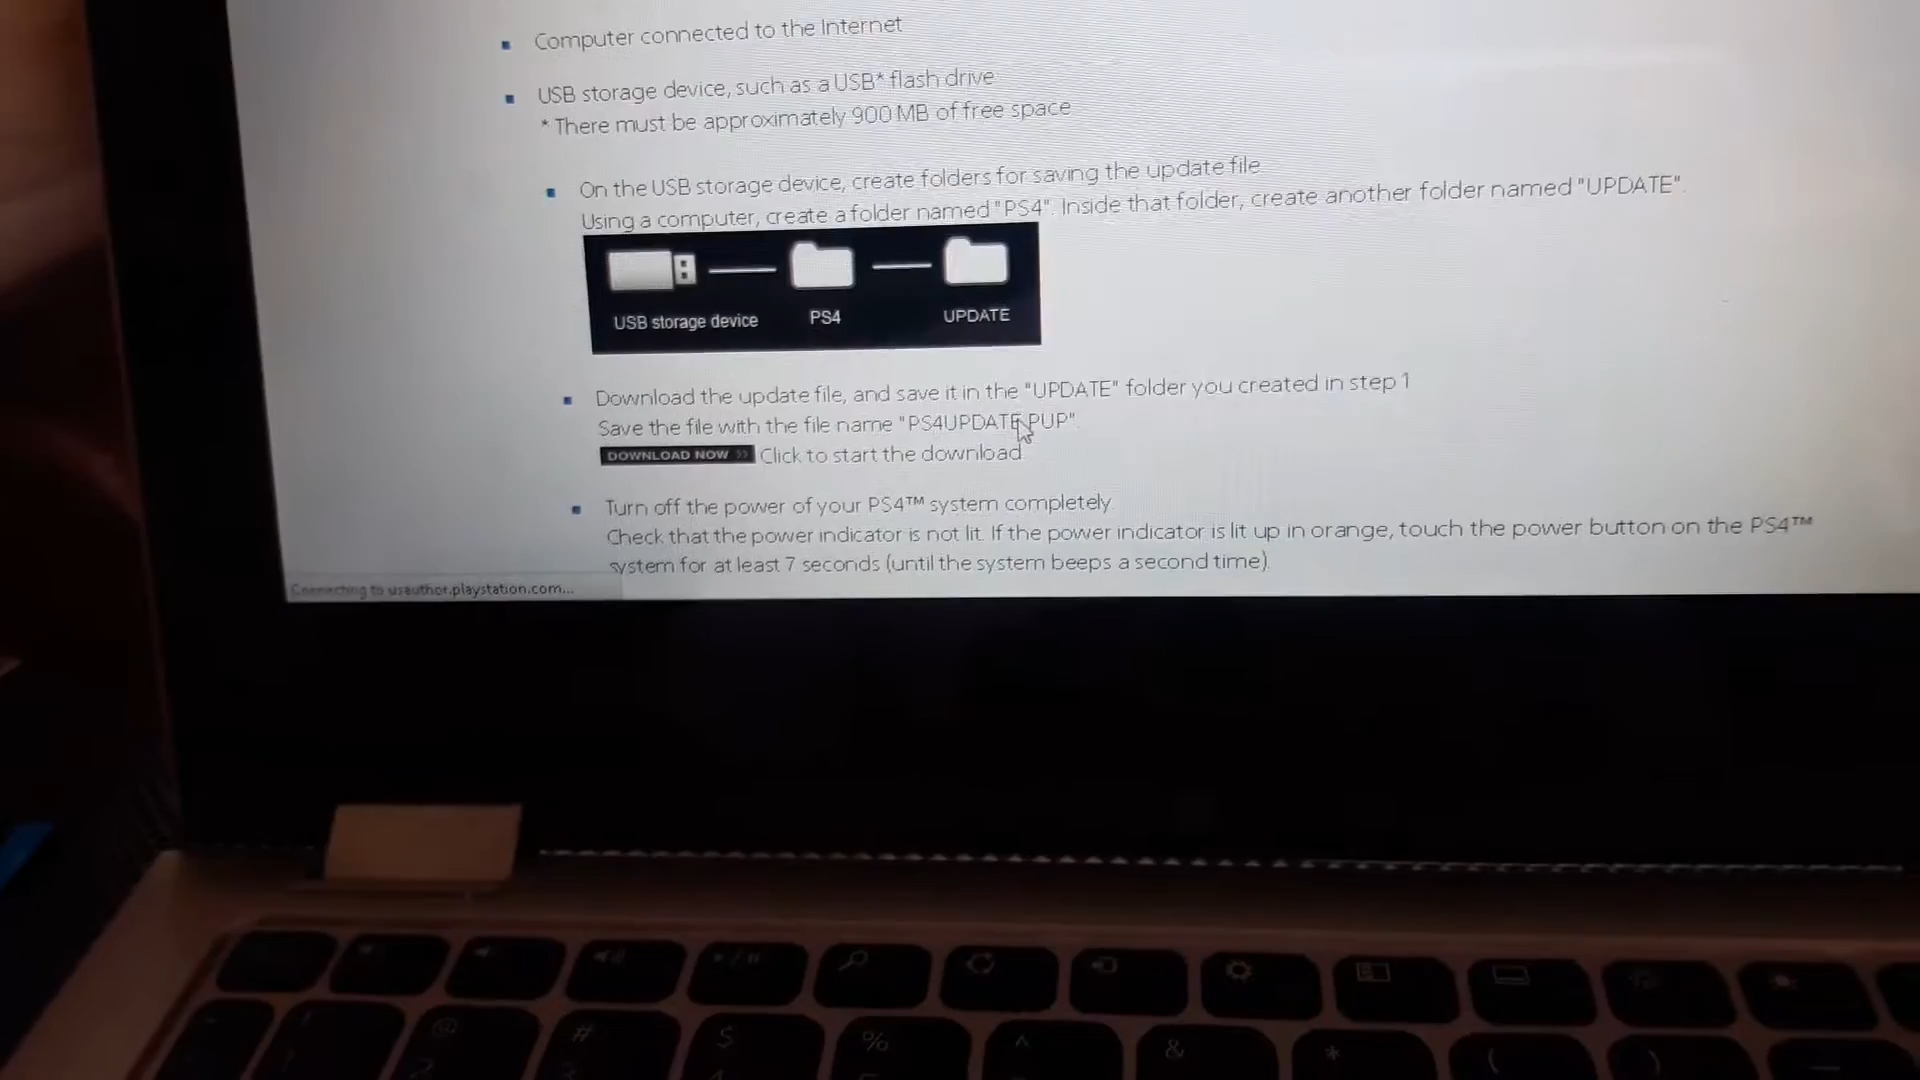 Computer connected to the Internet
USB storage device, such as a USB* flash drive
* There must be approximately 900 MB of free space
On the USB storage device, create folders for saving the update file.
Using a computer, create a folder named "PS4". Inside that folder, create another folder named "UPDATE".
USB storage device PS4 UPDATE
Download the update file, and save it in the "UPDATE" folder you created in step 1
Save the file with the file name "PS4UPDATE.PUP".
DOWNLOAD NOW >> Click to start the download.
Turn off the power of your PS4™ system completely.
Check that the power indicator is not lit. If the power indicator is lit up in orange, touch the power button on the PS4™
system for at least 7 seconds (until the system beeps a second time).
Connecting to usauthor.playstation.com...
@ # $ % ^ & * ( )
2